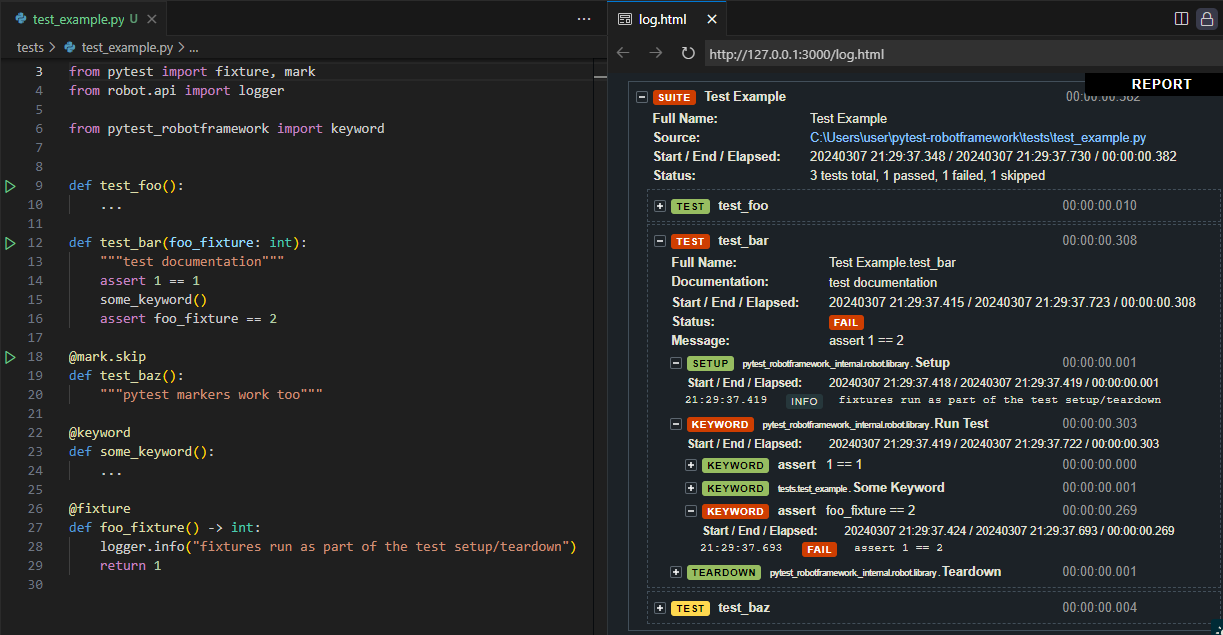 test_example.py U
tests > test_example.py > ...
3 from pytest import fixture, mark
4 from robot.api import logger
5
6 from pytest_robotframework import keyword
7
8
9 def test_foo():
10 ...
11
12 def test_bar(foo_fixture: int):
13 """test documentation"""
14 assert 1 == 1
15 some_keyword()
16 assert foo_fixture == 2
17
18 @mark.skip
19 def test_baz():
20 """pytest markers work too"""
21
22 @keyword
23 def some_keyword():
24 ...
25
26 @fixture
27 def foo_fixture() -> int:
28 logger.info("fixtures run as part of the test setup/teardown")
29 return 1
30
log.html
http://127.0.0.1:3000/log.html
REPORT
SUITE Test Example 00:00:00.382
Full Name: Test Example
Source: C:\Users\user\pytest-robotframework\tests\test_example.py
Start / End / Elapsed: 20240307 21:29:37.348 / 20240307 21:29:37.730 / 00:00:00.382
Status: 3 tests total, 1 passed, 1 failed, 1 skipped
TEST test_foo 00:00:00.010
TEST test_bar 00:00:00.308
Full Name: Test Example.test_bar
Documentation: test documentation
Start / End / Elapsed: 20240307 21:29:37.415 / 20240307 21:29:37.723 / 00:00:00.308
Status: FAIL
Message: assert 1 == 2
SETUP pytest_robotframework._internal.robot.library . Setup 00:00:00.001
Start / End / Elapsed: 20240307 21:29:37.418 / 20240307 21:29:37.419 / 00:00:00.001
21:29:37.419 INFO fixtures run as part of the test setup/teardown
KEYWORD pytest_robotframework._internal.robot.library . Run Test 00:00:00.303
Start / End / Elapsed: 20240307 21:29:37.419 / 20240307 21:29:37.722 / 00:00:00.303
KEYWORD assert 1 == 1 00:00:00.000
KEYWORD tests.test_example . Some Keyword 00:00:00.001
KEYWORD assert foo_fixture == 2 00:00:00.269
Start / End / Elapsed: 20240307 21:29:37.424 / 20240307 21:29:37.693 / 00:00:00.269
21:29:37.693 FAIL assert 1 == 2
TEARDOWN pytest_robotframework._internal.robot.library . Teardown 00:00:00.001
TEST test_baz 00:00:00.004